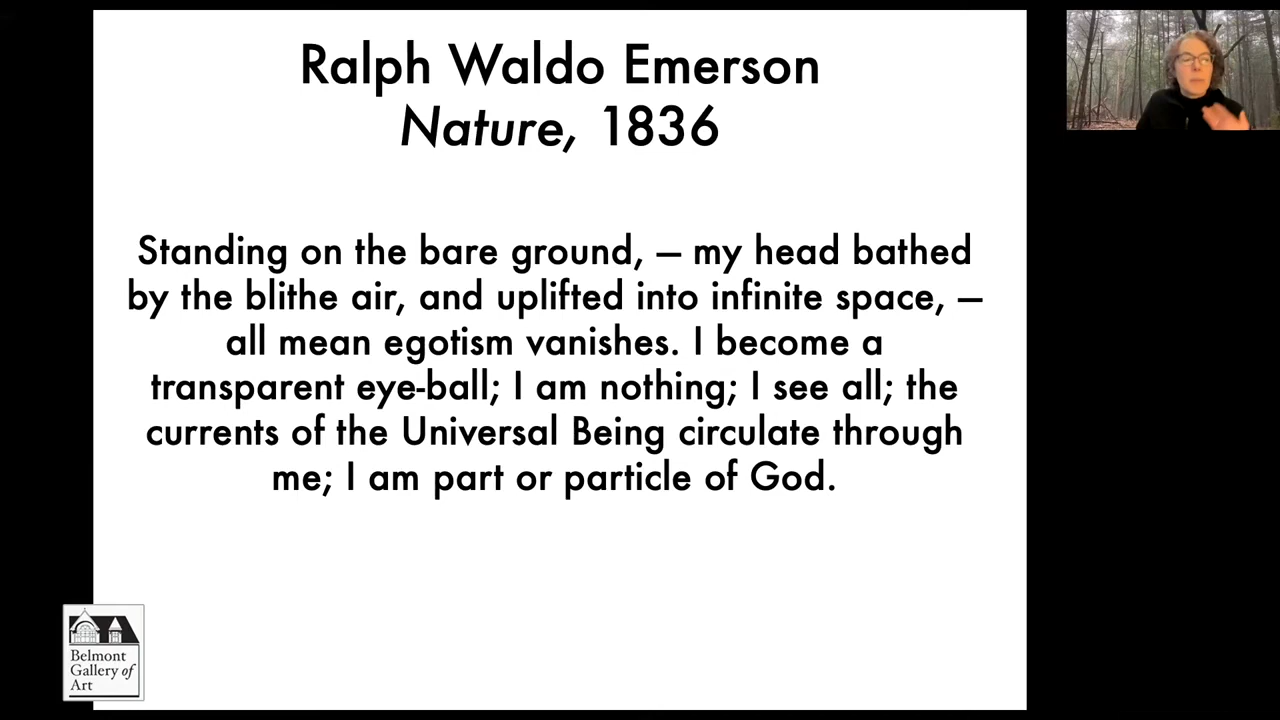 Ralph Waldo Emerson
Nature, 1836
Standing on the bare ground, — my head bathed
by the blithe air, and uplifted into infinite space, —
all mean egotism vanishes. I become a
transparent eye-ball; I am nothing; I see all; the
currents of the Universal Being circulate through
me; I am part or particle of God.
Belmont
Gallery of
Art